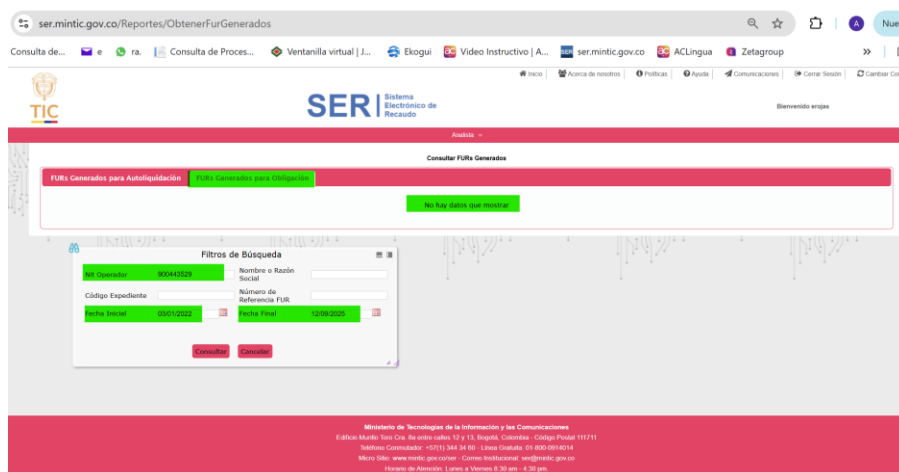 ser.mintic.gov.co/Reportes/ObtenerFurGenerados
A
Nue
Consulta de...
e
ra.
Consulta de Proces...
Ventanilla virtual | J...
Ekogui
Video Instructivo | A...
ser.mintic.gov.co
ACLingua
Zetagroup
»
Inicio
Acerca de nosotros
Políticas
Ayuda
Comunicaciones
Cerrar Sesión
Cambiar Co
TIC
SER
Sistema
Electrónico de
Recaudo
Bienvenido erojas
Analista
Consultar FURs Generados
FURs Generados para Autoliquidación
FURs Generados para Obligación
No hay datos que mostrar
Filtros de Búsqueda
Nit Operador 900443529
Nombre o Razón
Social
Código Expediente
Número de
Referencia FUR
Fecha Inicial 03/01/2022
Fecha Final 12/09/2025
Consultar
Cancelar
Ministerio de Tecnologías de la Información y las Comunicaciones
Edificio Murillo Toro Cra. 8a entre calles 12 y 13, Bogotá, Colombia - Código Postal 111711
Teléfono Conmutador: +57(1) 344 34 60 - Línea Gratuita: 01-800-0914014
Micro Sitio: www.mintic.gov.co/ser - Correo Institucional: ser@mintic.gov.co
Horario de Atención: Lunes a Viernes 8:30 am - 4:30 pm.